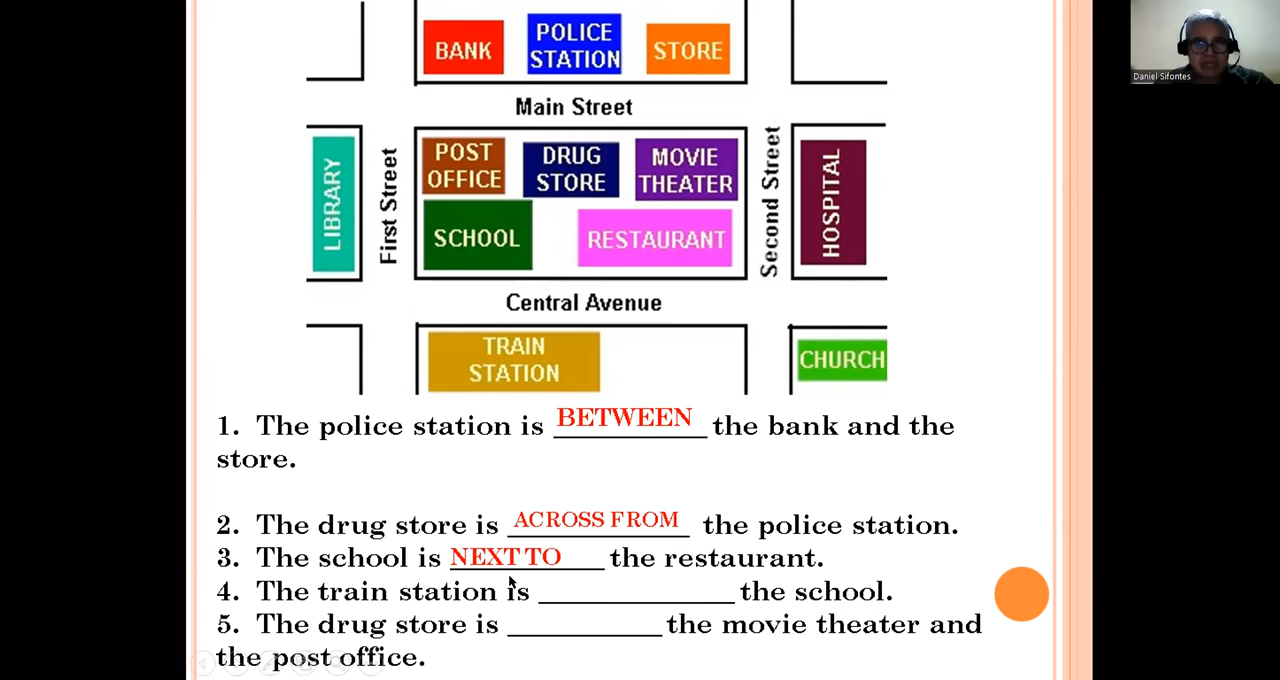 BANK
POLICE
STATION
STORE
Daniel Sifontes
Main Street
LIBRARY
First Street
POST
OFFICE
DRUG
STORE
MOVIE
THEATER
Second Street
HOSPITAL
SCHOOL
RESTAURANT
Central Avenue
TRAIN
STATION
CHURCH
1. The police station is BETWEEN the bank and the
store.
2. The drug store is ACROSS FROM the police station.
3. The school is NEXT TO the restaurant.
4. The train station is ______________ the school.
5. The drug store is ___________ the movie theater and
the post office.